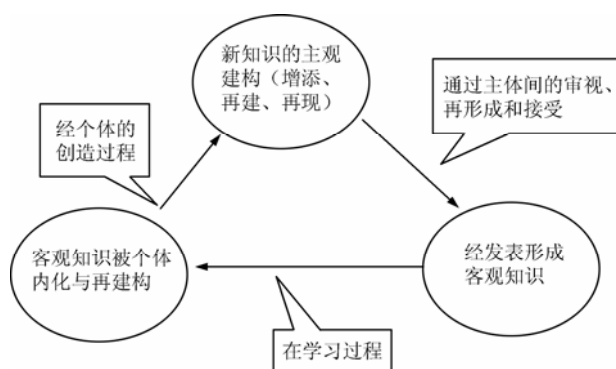 新知识的主观
建构（增添、
再建、再现）
通过主体间的审视、
再形成和接受
经个体的
创造过程
客观知识被个体
内化与再建构
经发表形成
客观知识
在学习过程